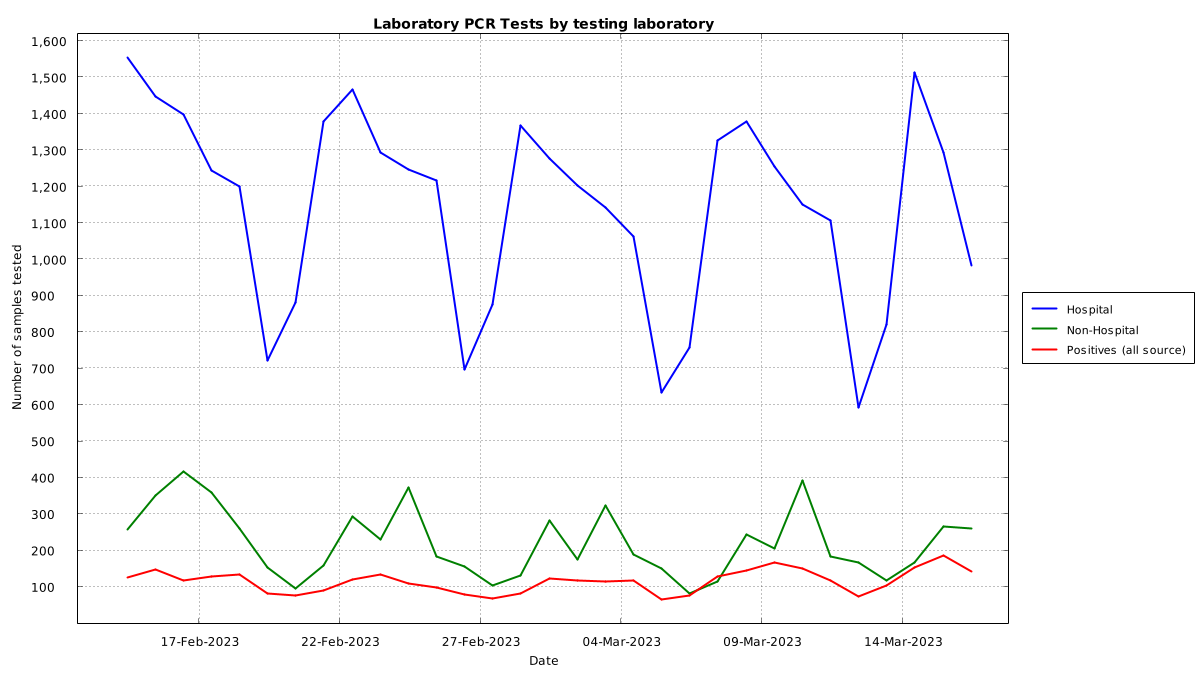 Laboratory PCR Tests by testing laboratory
1,600
1,500
1,400
1,300
1,200
1,100
1,000
900
800
700
600
500
400
300
200
100
Number of samples tested
17-Feb-2023 22-Feb-2023 27-Feb-2023 04-Mar-2023 09-Mar-2023 14-Mar-2023
Date
Hospital
Non-Hospital
Positives (all source)